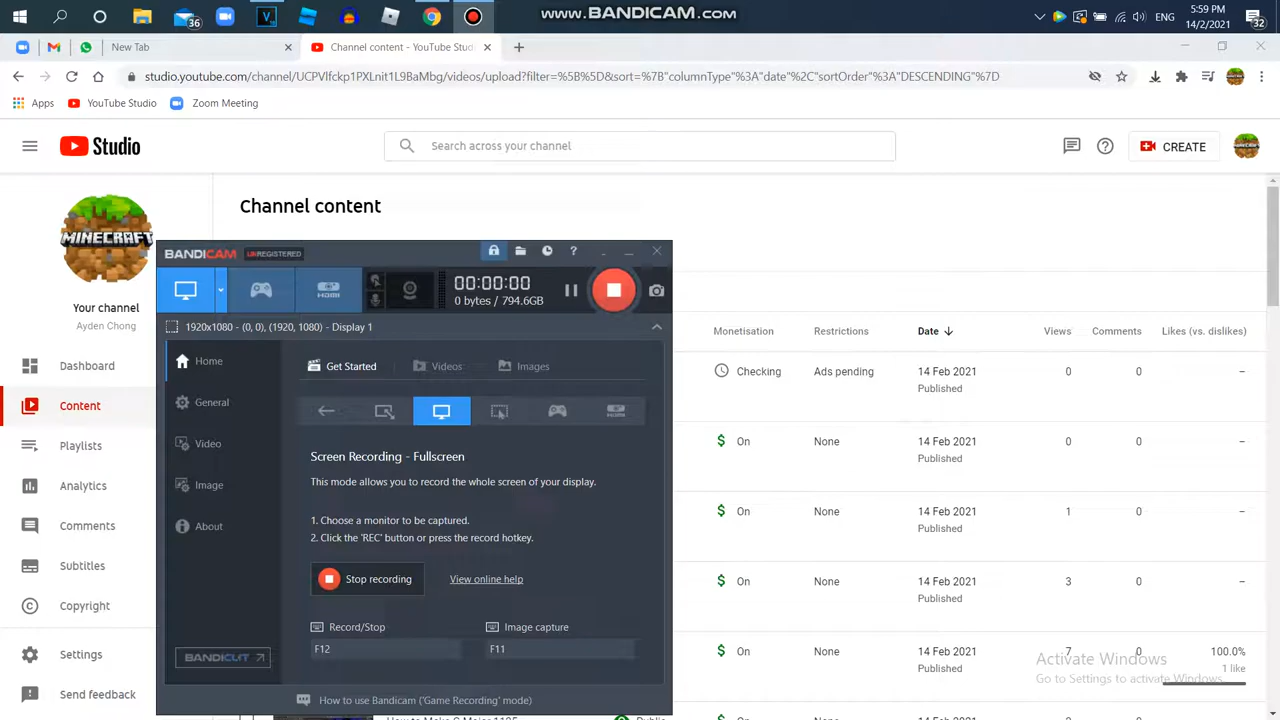 www.BANDICAM.com
36
5:59 PM
ENG
14/2/2021
32
New Tab
Channel content - YouTube Studi
studio.youtube.com/channel/UCPVlfckp1PXLnit1L9BaMbg/videos/upload?filter=%5B%5D&sort=%7B"columnType"%3A"date"%2C"sortOrder"%3A"DESCENDING"%7D
Apps
YouTube Studio
Zoom Meeting
Studio
Search across your channel
CREATE
MINECRAFT
Your channel
Ayden Chong
Dashboard
Content
Playlists
Analytics
Comments
Subtitles
Copyright
Settings
Send feedback
Channel content
BANDICAM UNREGISTERED
HDMI
00:00:00
0 bytes / 794.6GB
1920x1080 - (0, 0), (1920, 1080) - Display 1
Home
General
Video
Image
About
BANDICUT
Get Started
Videos
Images
Screen Recording - Fullscreen
This mode allows you to record the whole screen of your display.
1. Choose a monitor to be captured.
2. Click the 'REC' button or press the record hotkey.
Stop recording
View online help
Record/Stop
Image capture
F12
F11
How to use Bandicam ('Game Recording' mode)
Monetisation Restrictions Date Views Comments Likes (vs. dislikes)
Checking Ads pending 14 Feb 2021 0 0 –
Published
On None 14 Feb 2021 0 0 –
Published
On None 14 Feb 2021 1 0 –
Published
On None 14 Feb 2021 3 0 –
Published
On None 14 Feb 2021 7 0 100.0%
Published 1 like
Activate Windows
Go to Settings to activate Windows.